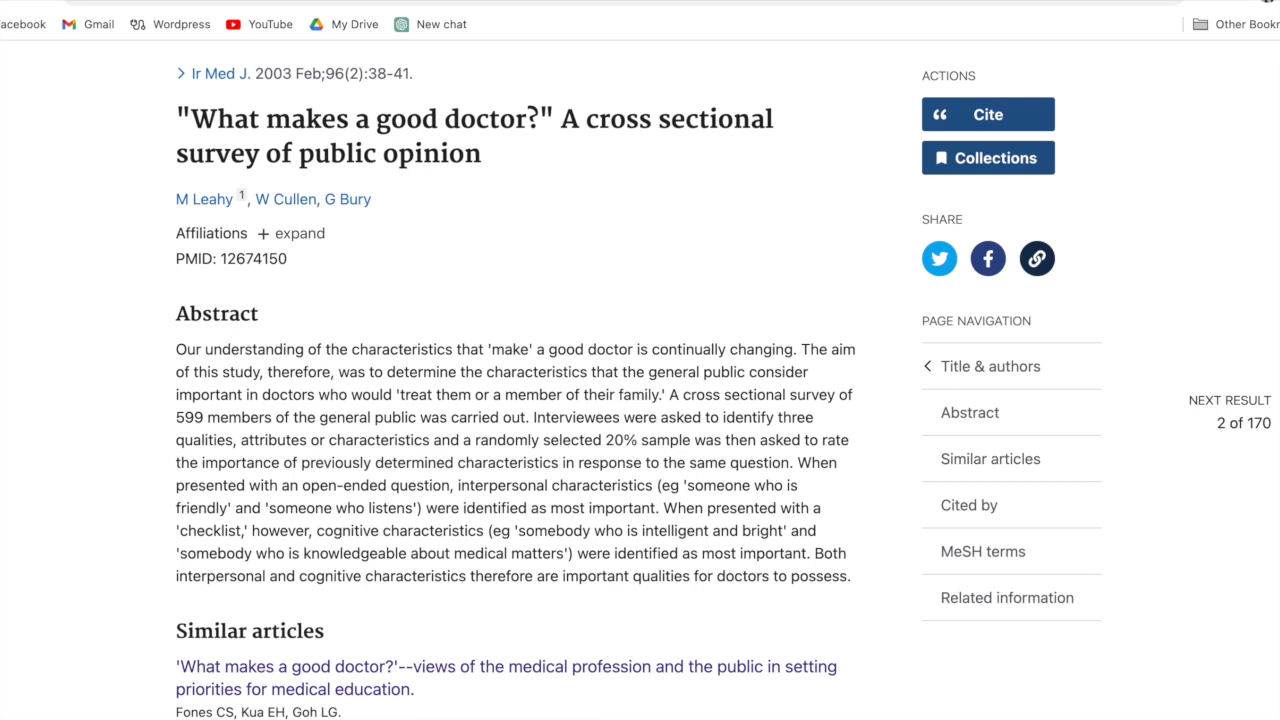 acebook Gmail Wordpress YouTube My Drive New chat Other Bookr
Ir Med J. 2003 Feb;96(2):38-41.
"What makes a good doctor?" A cross sectional
survey of public opinion
M Leahy 1, W Cullen, G Bury
Affiliations + expand
PMID: 12674150
Abstract
Our understanding of the characteristics that 'make' a good doctor is continually changing. The aim
of this study, therefore, was to determine the characteristics that the general public consider
important in doctors who would 'treat them or a member of their family.' A cross sectional survey of
599 members of the general public was carried out. Interviewees were asked to identify three
qualities, attributes or characteristics and a randomly selected 20% sample was then asked to rate
the importance of previously determined characteristics in response to the same question. When
presented with an open-ended question, interpersonal characteristics (eg 'someone who is
friendly' and 'someone who listens') were identified as most important. When presented with a
'checklist,' however, cognitive characteristics (eg 'somebody who is intelligent and bright' and
'somebody who is knowledgeable about medical matters') were identified as most important. Both
interpersonal and cognitive characteristics therefore are important qualities for doctors to possess.
Similar articles
'What makes a good doctor?'--views of the medical profession and the public in setting
priorities for medical education.
Fones CS, Kua EH, Goh LG.
ACTIONS
Cite
Collections
SHARE
PAGE NAVIGATION
Title & authors
Abstract
Similar articles
Cited by
MeSH terms
Related information
NEXT RESULT
2 of 170